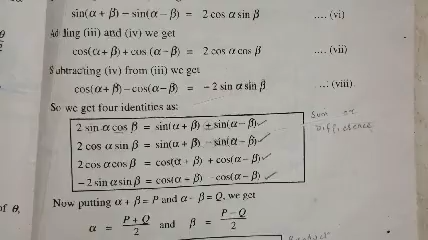 sin(α+β) − sin(α−β) = 2 cos α sin β .... (vi)
Adding (iii) and (iv) we get
cos(α+β) + cos (α−β) = 2 cos α cos β .... (vii)
Subtracting (iv) from (iii) we get
cos(α+β) − cos(α−β) = − 2 sin α sin β ...: (viii)
So we get four identities as:
2 sin α cos β = sin(α+β) + sin(α−β)
2 cos α sin β = sin(α+β) − sin(α−β)
2 cos α cos β = cos(α+β) + cos(α−β)
− 2 sin α sin β = cos(α+β) − cos(α−β)
Sum or
Difference
Now putting α + β = P and α − β = Q, we get
of θ,
α = P+Q/2 and β = P−Q/2